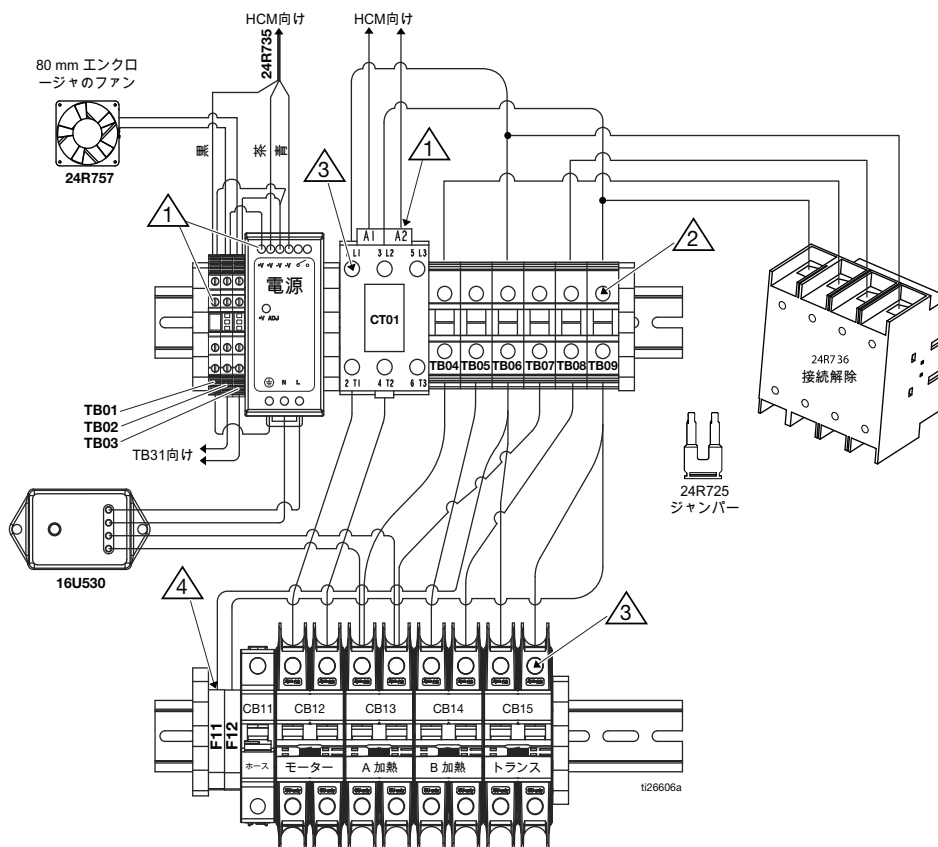 HCM向け
HCM向け
24R735
80 mm エンクロ
ージャのファン
24R757
黒
茶
青
1
3
1
2
A1
A2
1 L1
3 L2
5 L3
+V +V -V -V
電源
+V ADJ
N L
CT01
2 T1
4 T2
6 T3
TB04
TB05
TB06
TB07
TB08
TB09
24R736
接続解除
TB01
TB02
TB03
TB31向け
24R725
ジャンパー
16U530
4
3
F11
F12
CB11
CB12
CB13
CB14
CB15
ホース
モーター
A 加熱
B 加熱
トランス
ti26606a